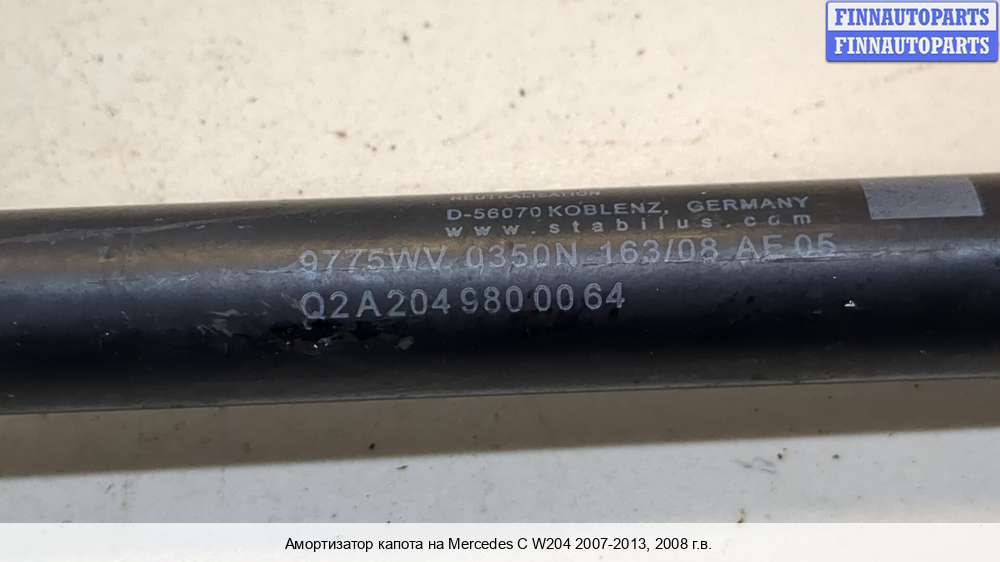 FINNAUTOPARTS
FINNAUTOPARTS
NEUTRALISATION
D-56070 KOBLENZ, GERMANY
www.stabilus.com
9775WV 0350N 163/08 AE 05
Q2A 204 980 00 64
Амортизатор капота на Mercedes C W204 2007-2013, 2008 г.в.